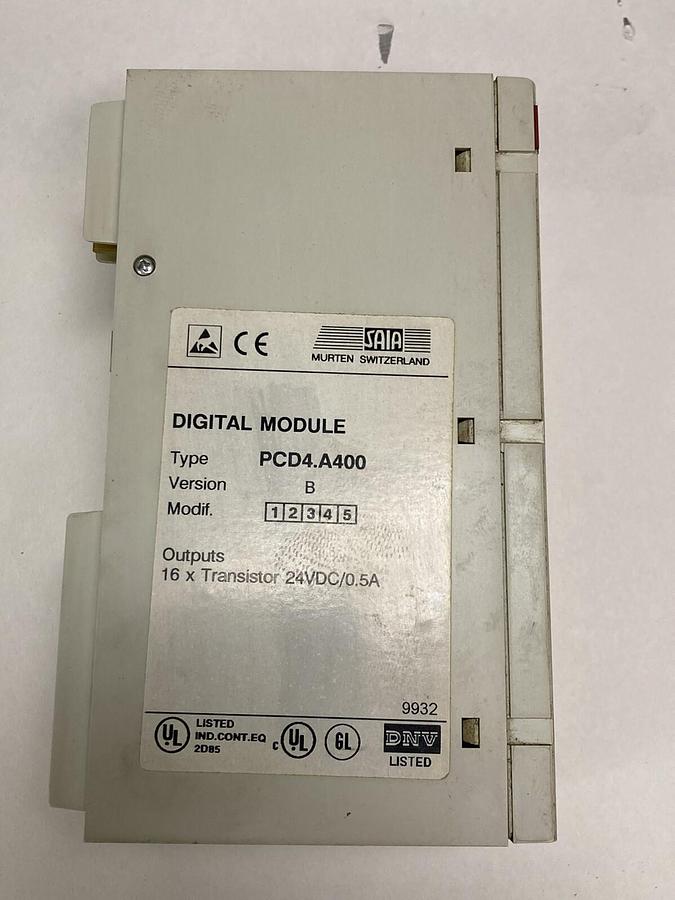 CE
SAIA
MURTEN SWITZERLAND
DIGITAL MODULE
Type PCD4.A400
Version B
Modif. 1 2 3 4 5
Outputs
16 x Transistor 24VDC/0.5A
9932
UL LISTED
IND.CONT.EQ
2D85
c UL
GL
DNV
LISTED